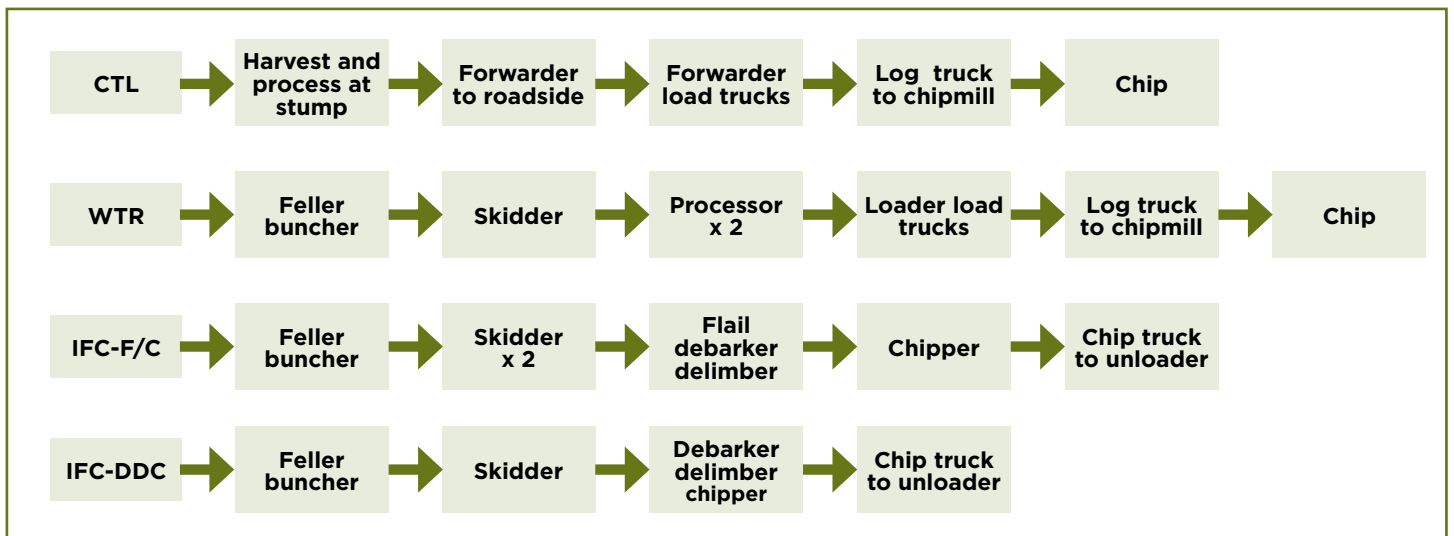 CTL
Harvest and
process at
stump
Forwarder
to roadside
Forwarder
load trucks
Log truck
to chipmill
Chip
WTR
Feller
buncher
Skidder
Processor
x 2
Loader load
trucks
Log truck
to chipmill
Chip
IFC-F/C
Feller
buncher
Skidder
x 2
Flail
debarker
delimber
Chipper
Chip truck
to unloader
IFC-DDC
Feller
buncher
Skidder
Debarker
delimber
chipper
Chip truck
to unloader